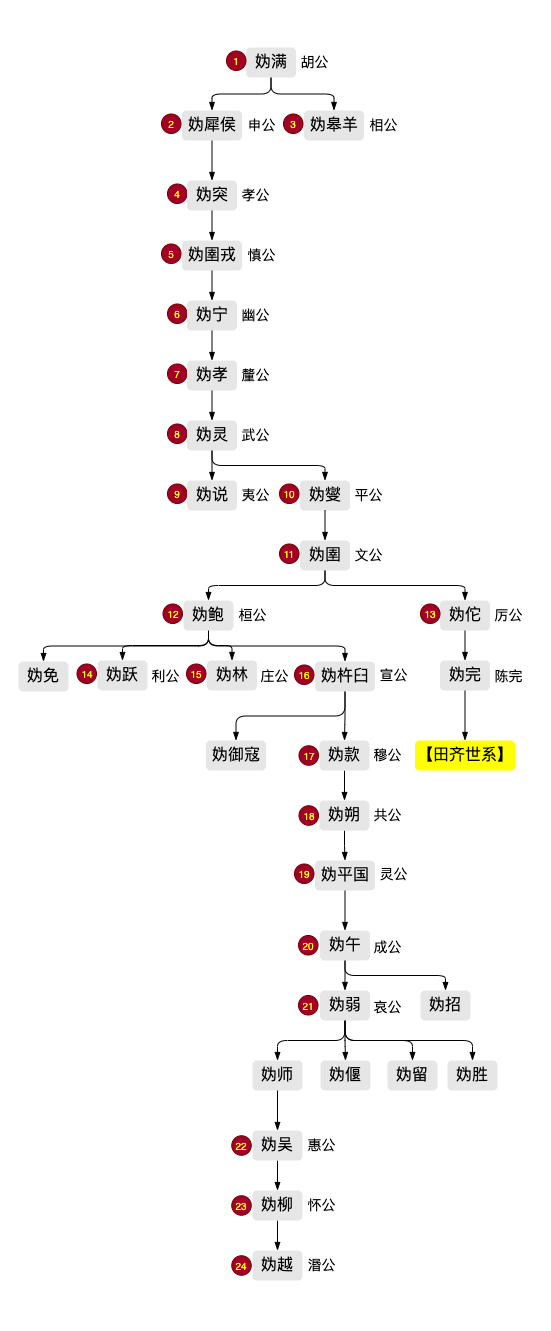 1 妫满 胡公
2 妫犀侯 申公 3 妫皋羊 相公
4 妫突 孝公
5 妫圉戎 慎公
6 妫宁 幽公
7 妫孝 釐公
8 妫灵 武公
9 妫说 夷公 10 妫燮 平公
11 妫圉 文公
12 妫鲍 桓公 13 妫佗 厉公
妫免 14 妫跃 利公 15 妫林 庄公 16 妫杵臼 宣公 妫完 陈完
妫御寇 17 妫款 穆公 【田齐世系】
18 妫朔 共公
19 妫平国 灵公
20 妫午 成公
21 妫弱 哀公 妫招
妫师 妫偃 妫留 妫胜
22 妫吴 惠公
23 妫柳 怀公
24 妫越 湣公